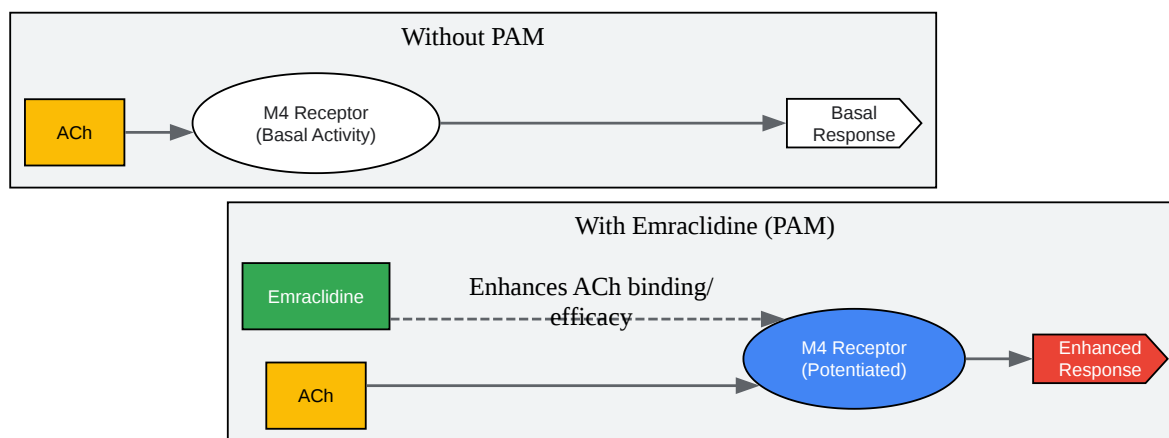 Without PAM
ACh
M4 Receptor
(Basal Activity)
Basal
Response
With Emraclidine (PAM)
Emraclidine
Enhances ACh binding/
efficacy
ACh
M4 Receptor
(Potentiated)
Enhanced
Response